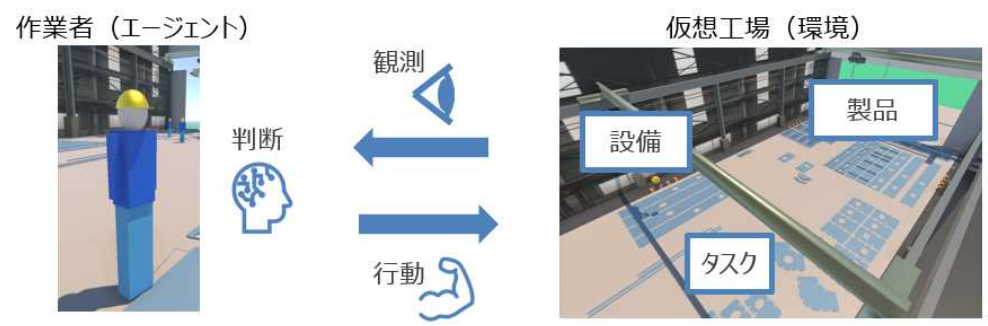 作業者（エージェント）
仮想工場（環境）
観測
判断
行動
設備
製品
タスク